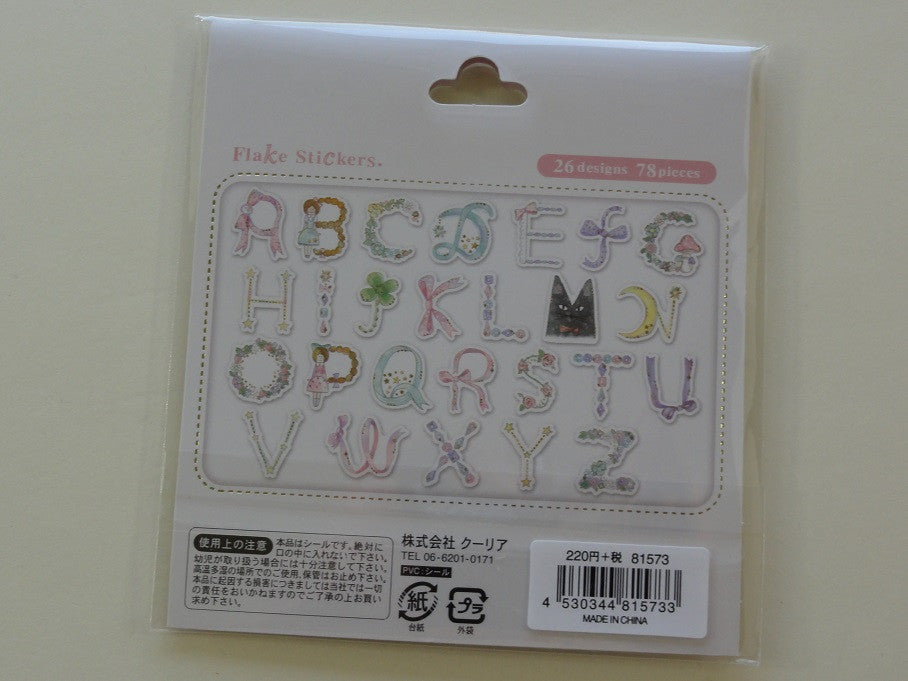 Flake Stickers.
26 designs 78 pieces
A B C D E f G
H I J K L M N
O P Q R S T U
V W X Y Z
使用上の注意 本品はシールです。絶対に
口の中に入れないで下さい。
幼児が取り扱う場合には十分注意して下さい。
高温多湿の場所でのご使用、保管はお止め下さい。
本品に起因する損害につきましては当社では一切
の責任をおいかねますのでご了承の上お買い
求め下さい。
株式会社 クーリア
TEL 06-6201-0171
PVC:シール
紙
台紙
プラ
外袋
220円+税 81573
4 530344 815733
MADE IN CHINA